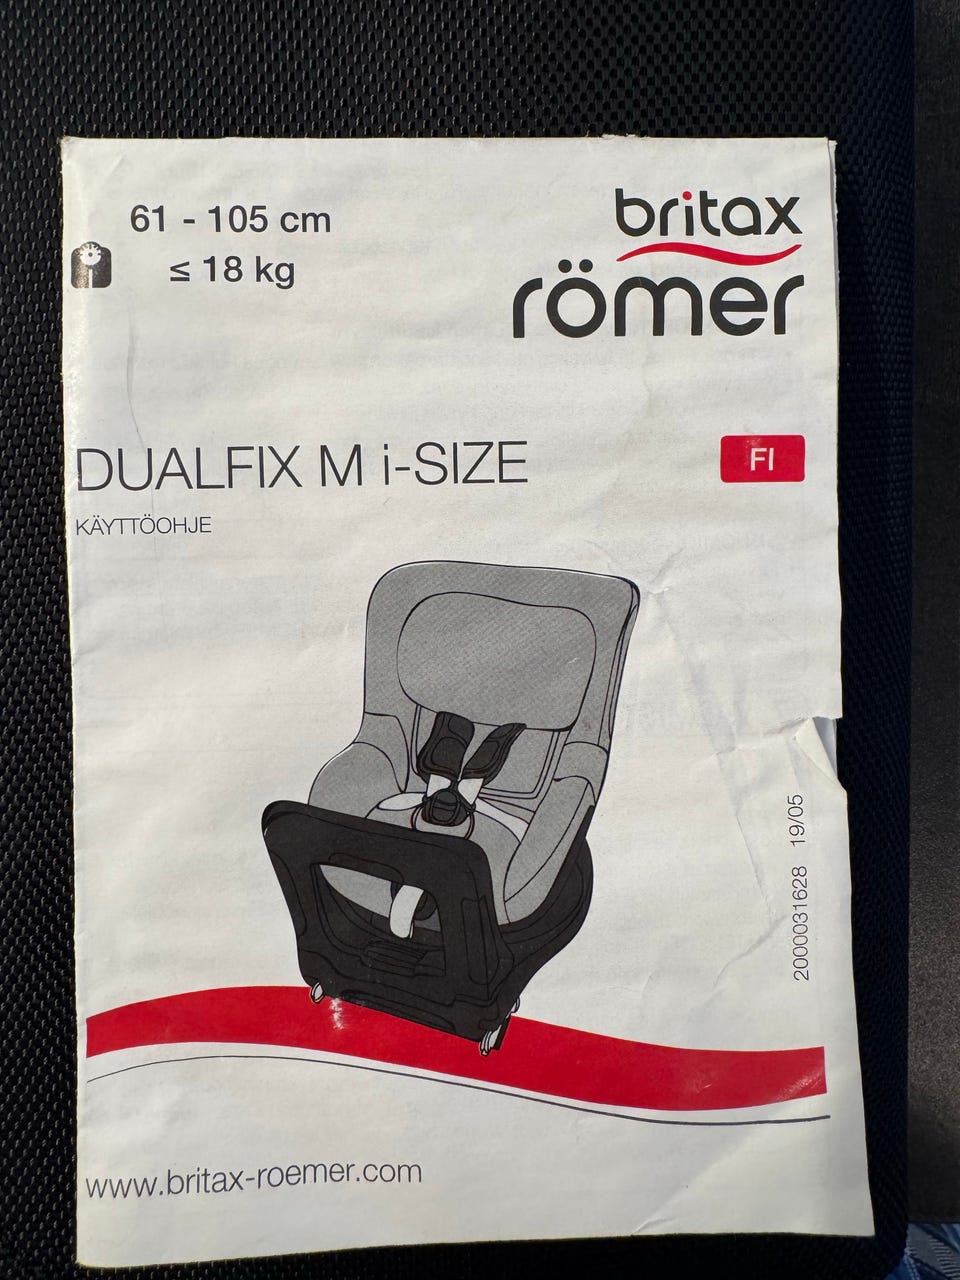 61 - 105 cm
≤ 18 kg
britax
römer
DUALFIX M i-SIZE
FI
KÄYTTÖOHJE
2000031628 19/05
www.britax-roemer.com